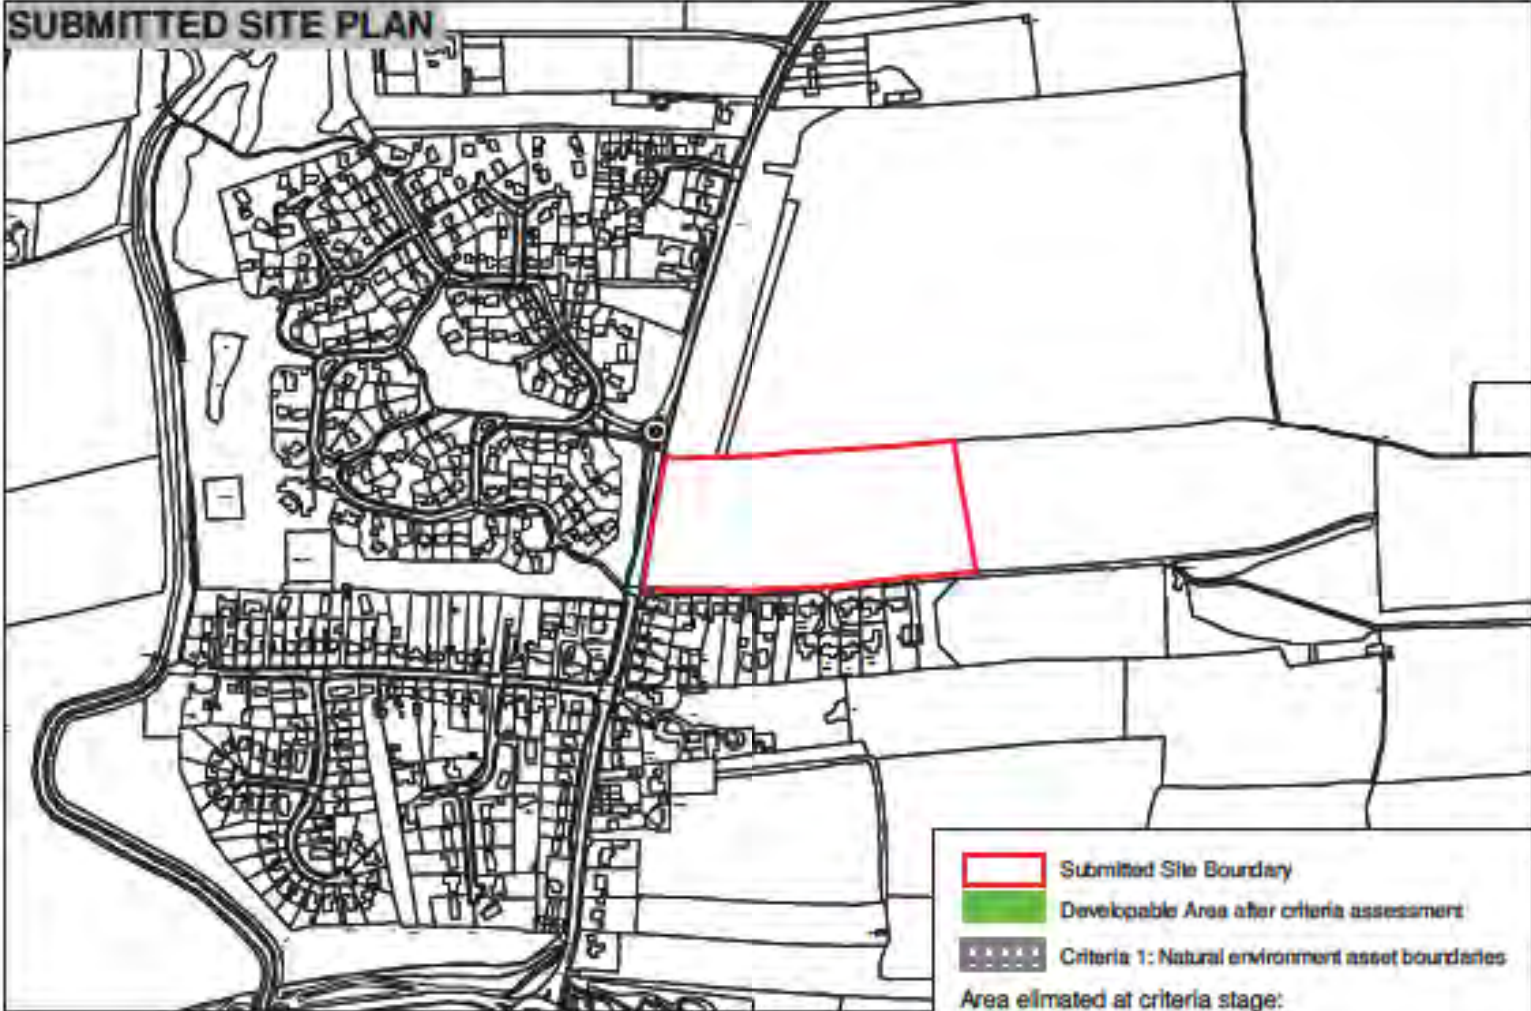 SUBMITTED SITE PLAN
Submitted Site Boundary
Developable Area after criteria assessment
Criteria 1: Natural environment asset boundaries
Area elimated at criteria stage: